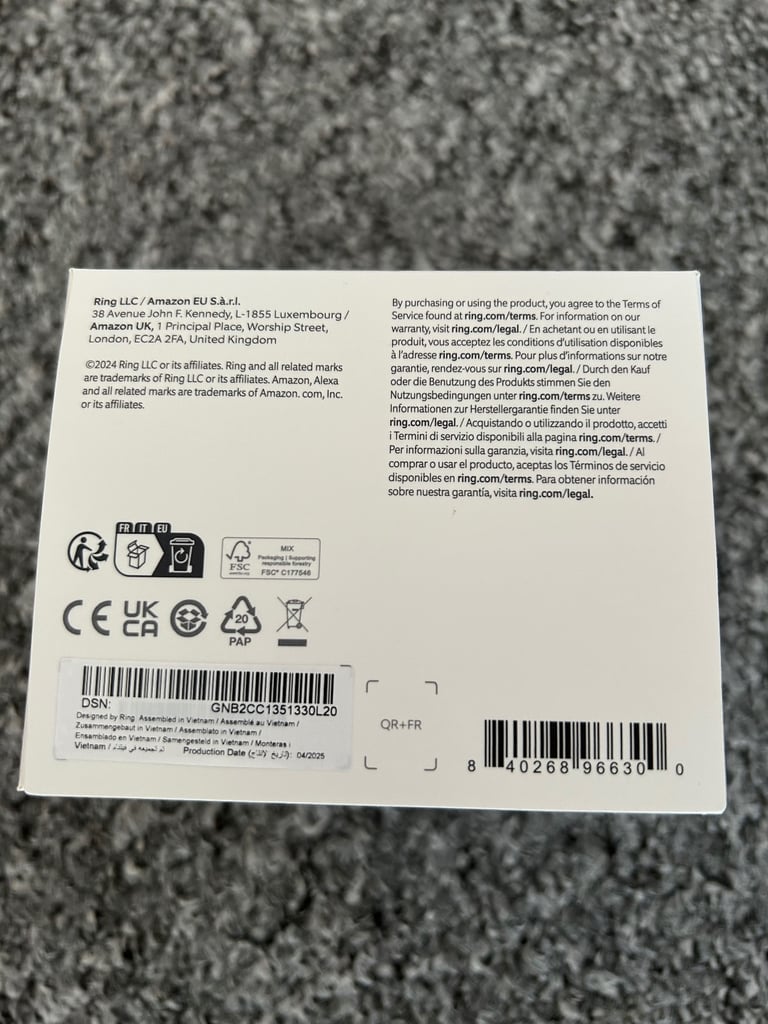 Ring LLC / Amazon EU S.à.r.l.
38 Avenue John F. Kennedy, L-1855 Luxembourg /
Amazon UK, 1 Principal Place, Worship Street,
London, EC2A 2FA, United Kingdom
©2024 Ring LLC or its affiliates. Ring and all related marks
are trademarks of Ring LLC or its affiliates. Amazon, Alexa
and all related marks are trademarks of Amazon. com, Inc.
or its affiliates.
By purchasing or using the product, you agree to the Terms of
Service found at ring.com/terms. For information on our
warranty, visit ring.com/legal. / En achetant ou en utilisant le
produit, vous acceptez les conditions d'utilisation disponibles
à l'adresse ring.com/terms. Pour plus d'informations sur notre
garantie, rendez-vous sur ring.com/legal. / Durch den Kauf
oder die Benutzung des Produkts stimmen Sie den
Nutzungsbedingungen unter ring.com/terms zu. Weitere
Informationen zur Herstellergarantie finden Sie unter
ring.com/legal. / Acquistando o utilizzando il prodotto, accetti
i Termini di servizio disponibili alla pagina ring.com/terms. /
Per informazioni sulla garanzia, visita ring.com/legal. / Al
comprar o usar el producto, aceptas los Términos de servicio
disponibles en ring.com/terms. Para obtener información
sobre nuestra garantía, visita ring.com/legal.
FR IT EU
FSC
MIX
Packaging | Supporting
responsible forestry
FSC® C177546
CE
UK
CA
20
PAP
DSN: GNB2CC1351330L20
Designed by Ring. Assembled in Vietnam / Assemblé au Vietnam /
Zusammengebaut in Vietnam / Assemblato in Vietnam /
Ensamblado en Vietnam / Samengesteld in Vietnam / Monteras i
Vietnam / تم تجميعه في فيتنام Production Date (تاريخ الإنتاج): 04/2025
QR+FR
8 40268 96630 0